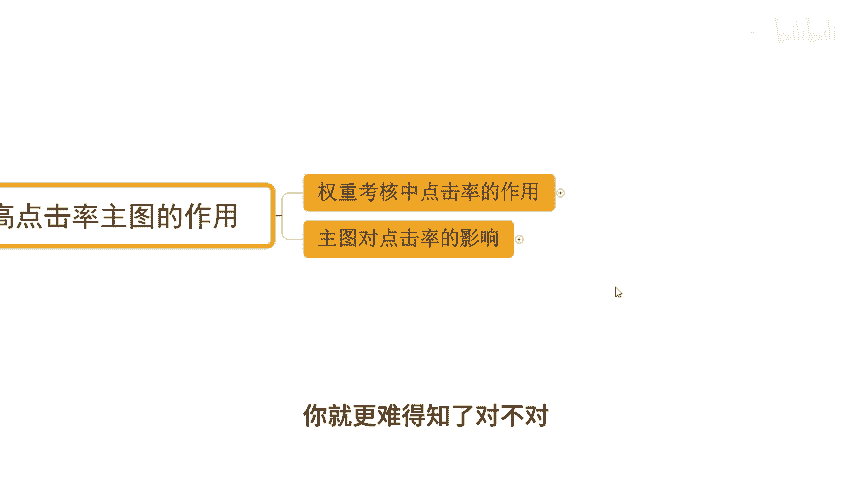 权重考核中点击率的作用
高点击率主图的作用
主图对点击率的影响
你就更难得知了对不对